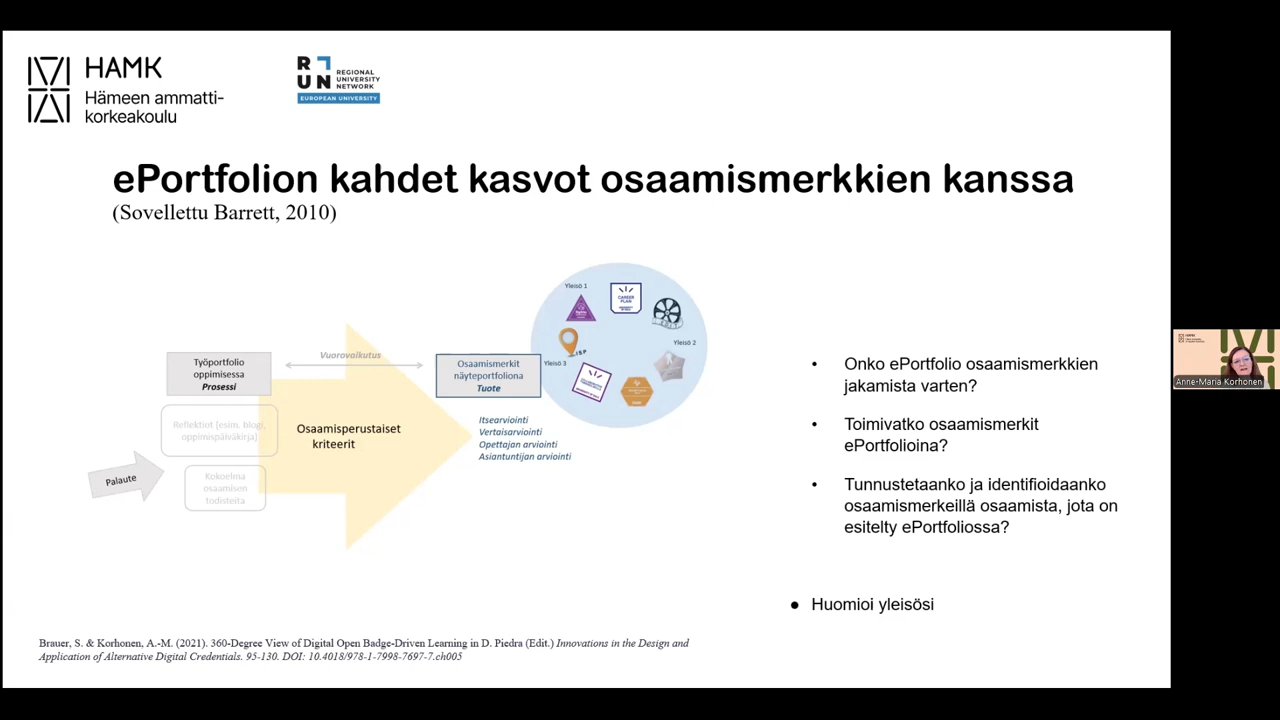 HAMK
Hämeen ammatti-
korkeakoulu
R
UN
REGIONAL
UNIVERSITY
NETWORK
EUROPEAN UNIVERSITY
ePortfolion kahdet kasvot osaamismerkkien kanssa
(Sovellettu Barrett, 2010)
Työportfolio
oppimisessa
Prosessi
Vuorovaikutus
Osaamismerkit
näyteportfoliona
Tuote
Yleisö 1
Yleisö 2
Yleisö 3
CAREER
PLAN
Reflektiot (esim. blogi,
oppimispäiväkirja)
Osaamisperustaiset
kriteerit
Itsearviointi
Vertaisarviointi
Opettajan arviointi
Asiantuntijan arviointi
Palaute
Kokoelma
osaamisen
todisteita
• Onko ePortfolio osaamismerkkien
jakamista varten?
• Toimivatko osaamismerkit
ePortfolioina?
• Tunnustetaanko ja identifioidaanko
osaamismerkeillä osaamista, jota on
esitelty ePortfoliossa?
● Huomioi yleisösi
Brauer, S. & Korhonen, A.-M. (2021). 360-Degree View of Digital Open Badge-Driven Learning in D. Piedra (Edit.) Innovations in the Design and
Application of Alternative Digital Credentials. 95-130. DOI: 10.4018/978-1-7998-7697-7.ch005
Anne-Maria Korhonen